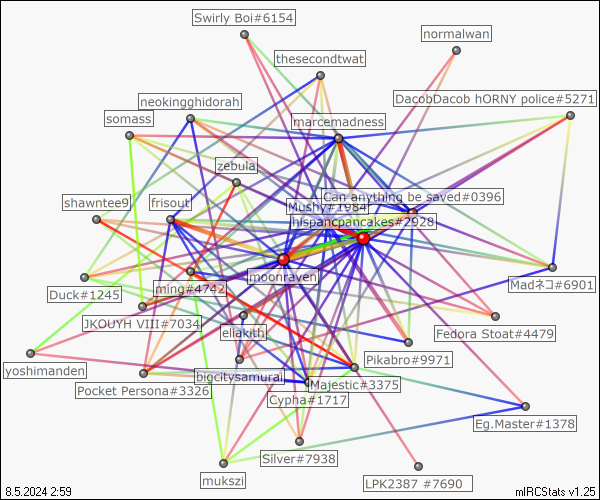 Swirly Boi#6154
normalwan
thesecondtwat
DacobDacob hORNY police#5271
neokingghidorah
somass
marcemadness
zebula
Can anything be saved#0396
shawntee9
frisout
Mushy#1984
hispancpancakes#2928
moonraven
ming#4742
Madネコ#6901
Duck#1245
JKOUYH VIII#7034
eliakith
Fedora Stoat#4479
Pikabro#9971
yoshimanden
bigcitysamurai
Majestic#3375
Pocket Persona#3326
Cypha#1717
Eg.Master#1378
Silver#7938
mukszi
LPK2387 #7690
8.5.2024 2:59
mIRCStats v1.25